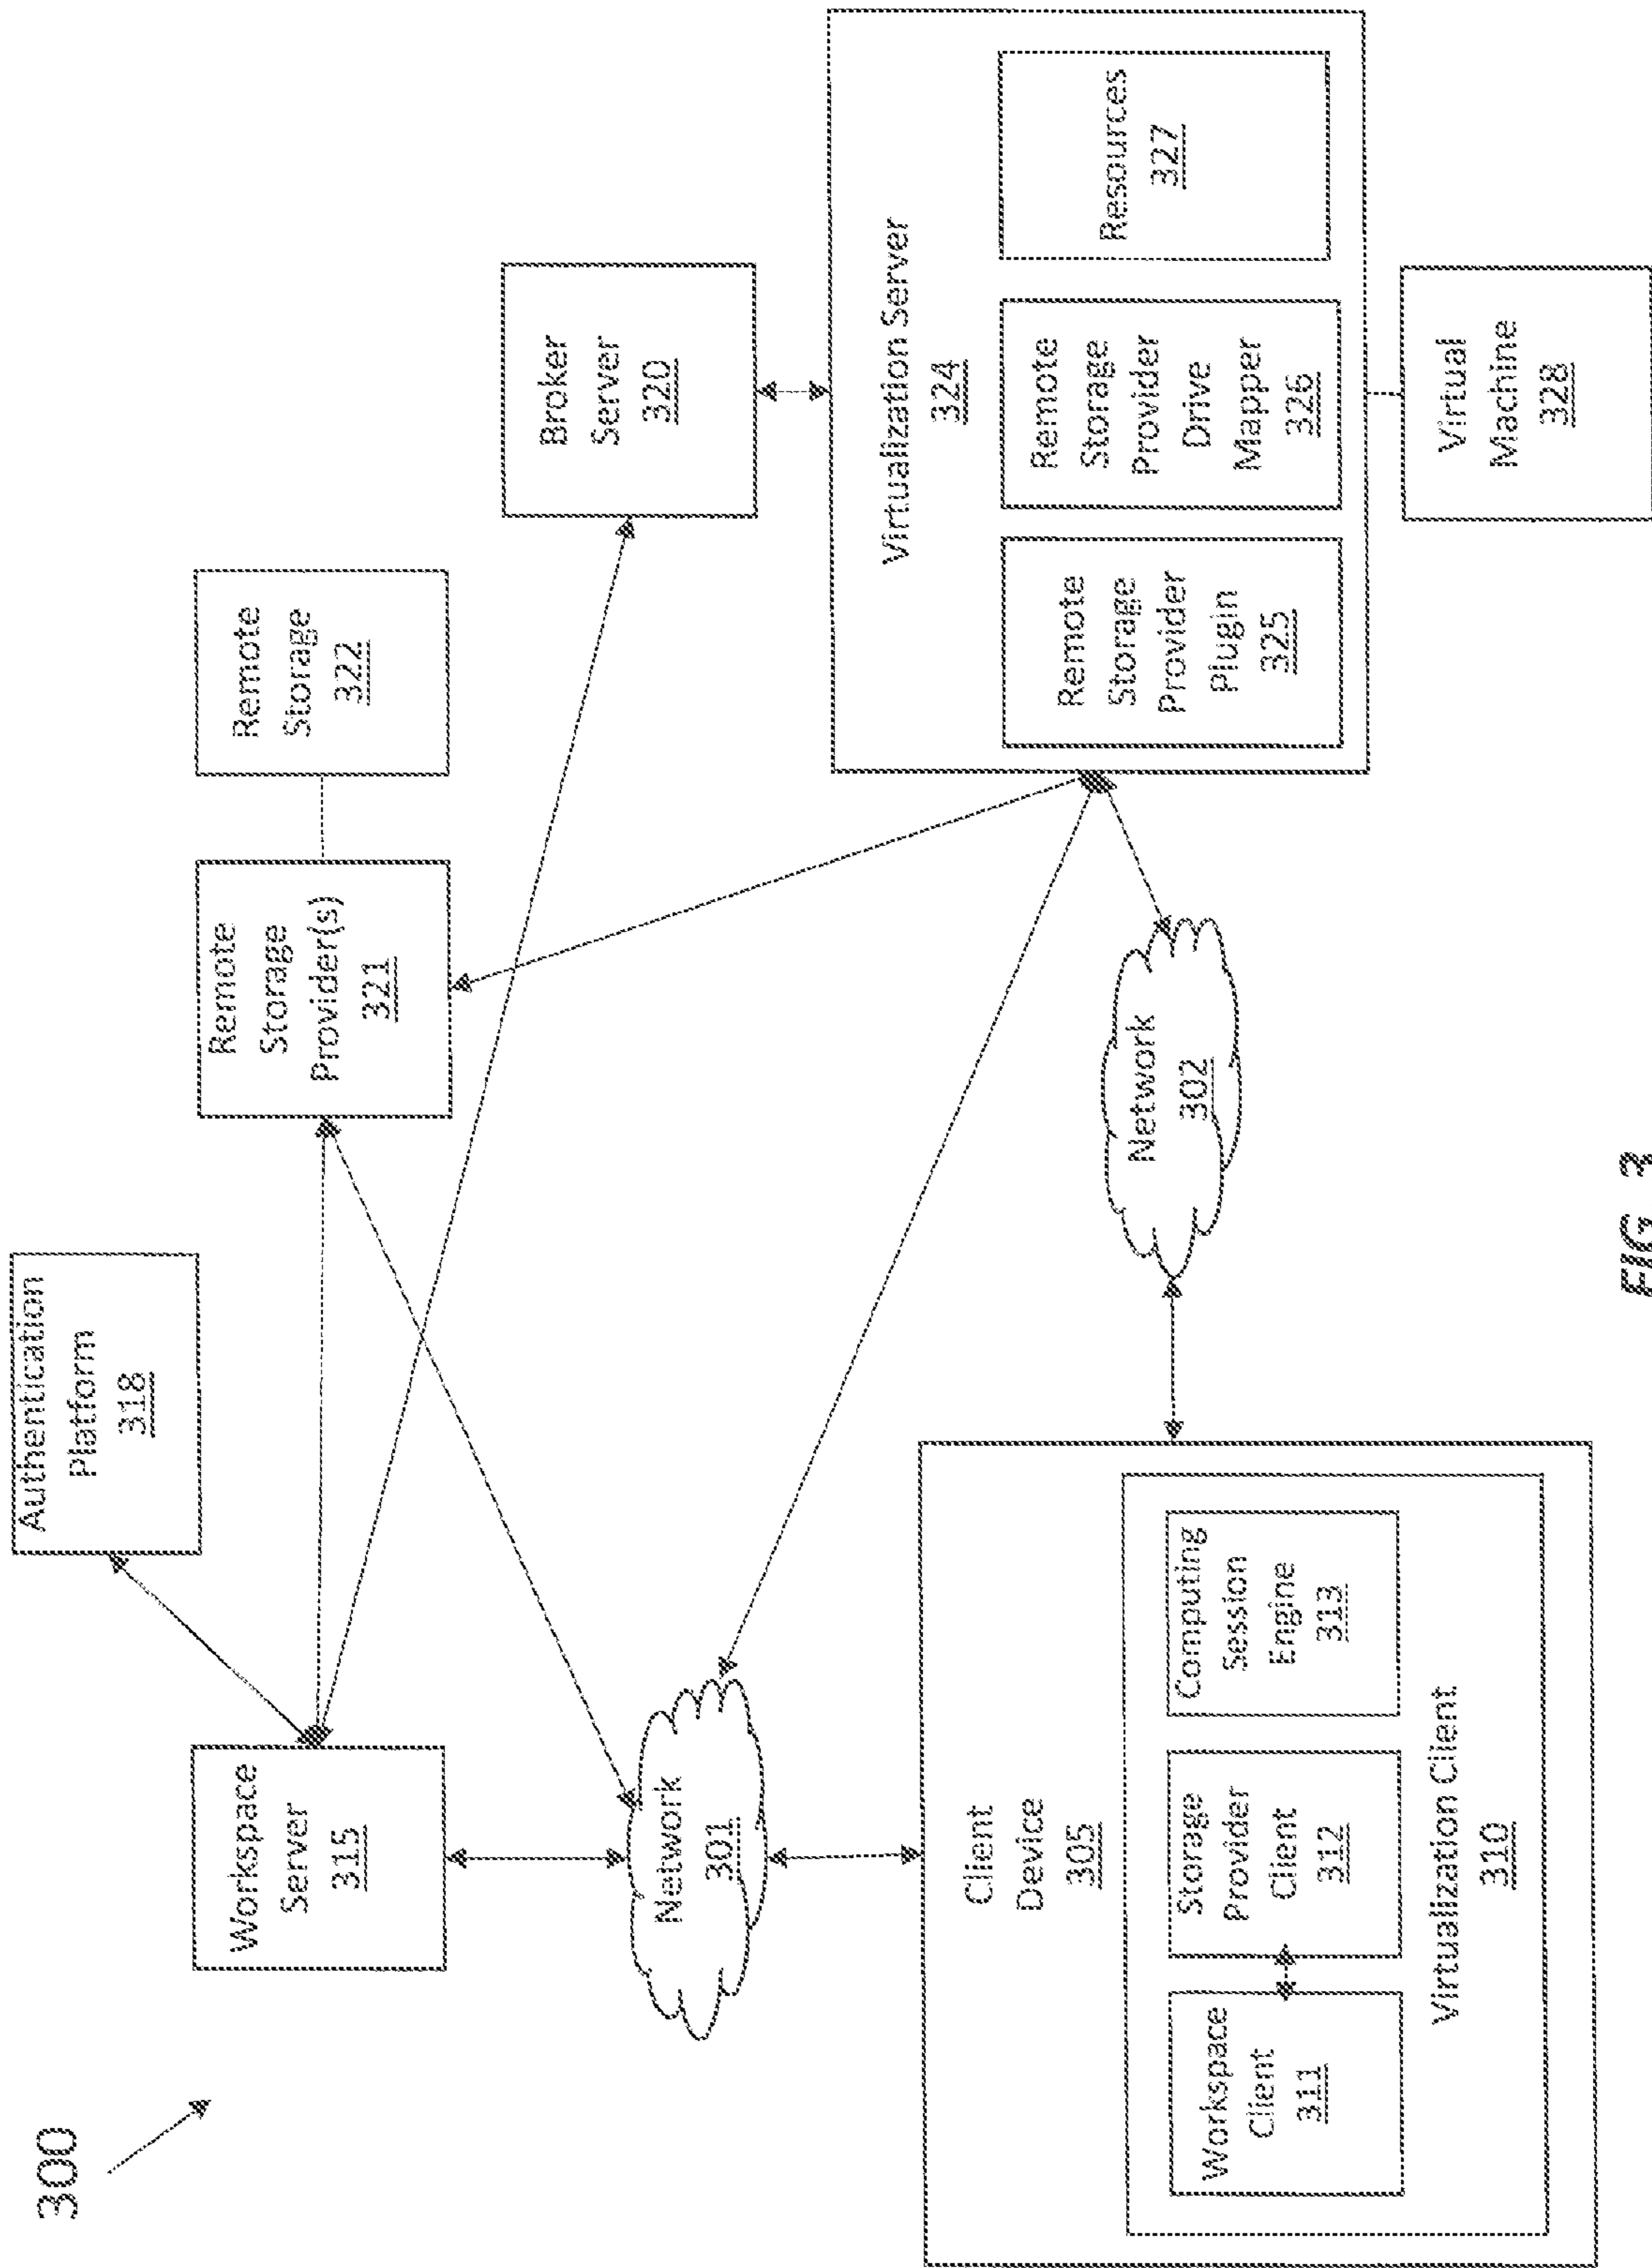 300
Authentication
Platform
318
Workspace
Server
315
Remote
Storage
Provider(s)
321
Remote
Storage
322
Broker
Server
320
Network
301
Client
Device
305
Workspace
Client
311
Storage
Provider
Client
312
Computing
Session
Engine
313
Virtualization Client
310
Network
302
Virtualization Server
324
Remote
Storage
Provider
Plugin
325
Remote
Storage
Provider
Drive
Mapper
326
Resources
327
Virtual
Machine
328
FIG. 3